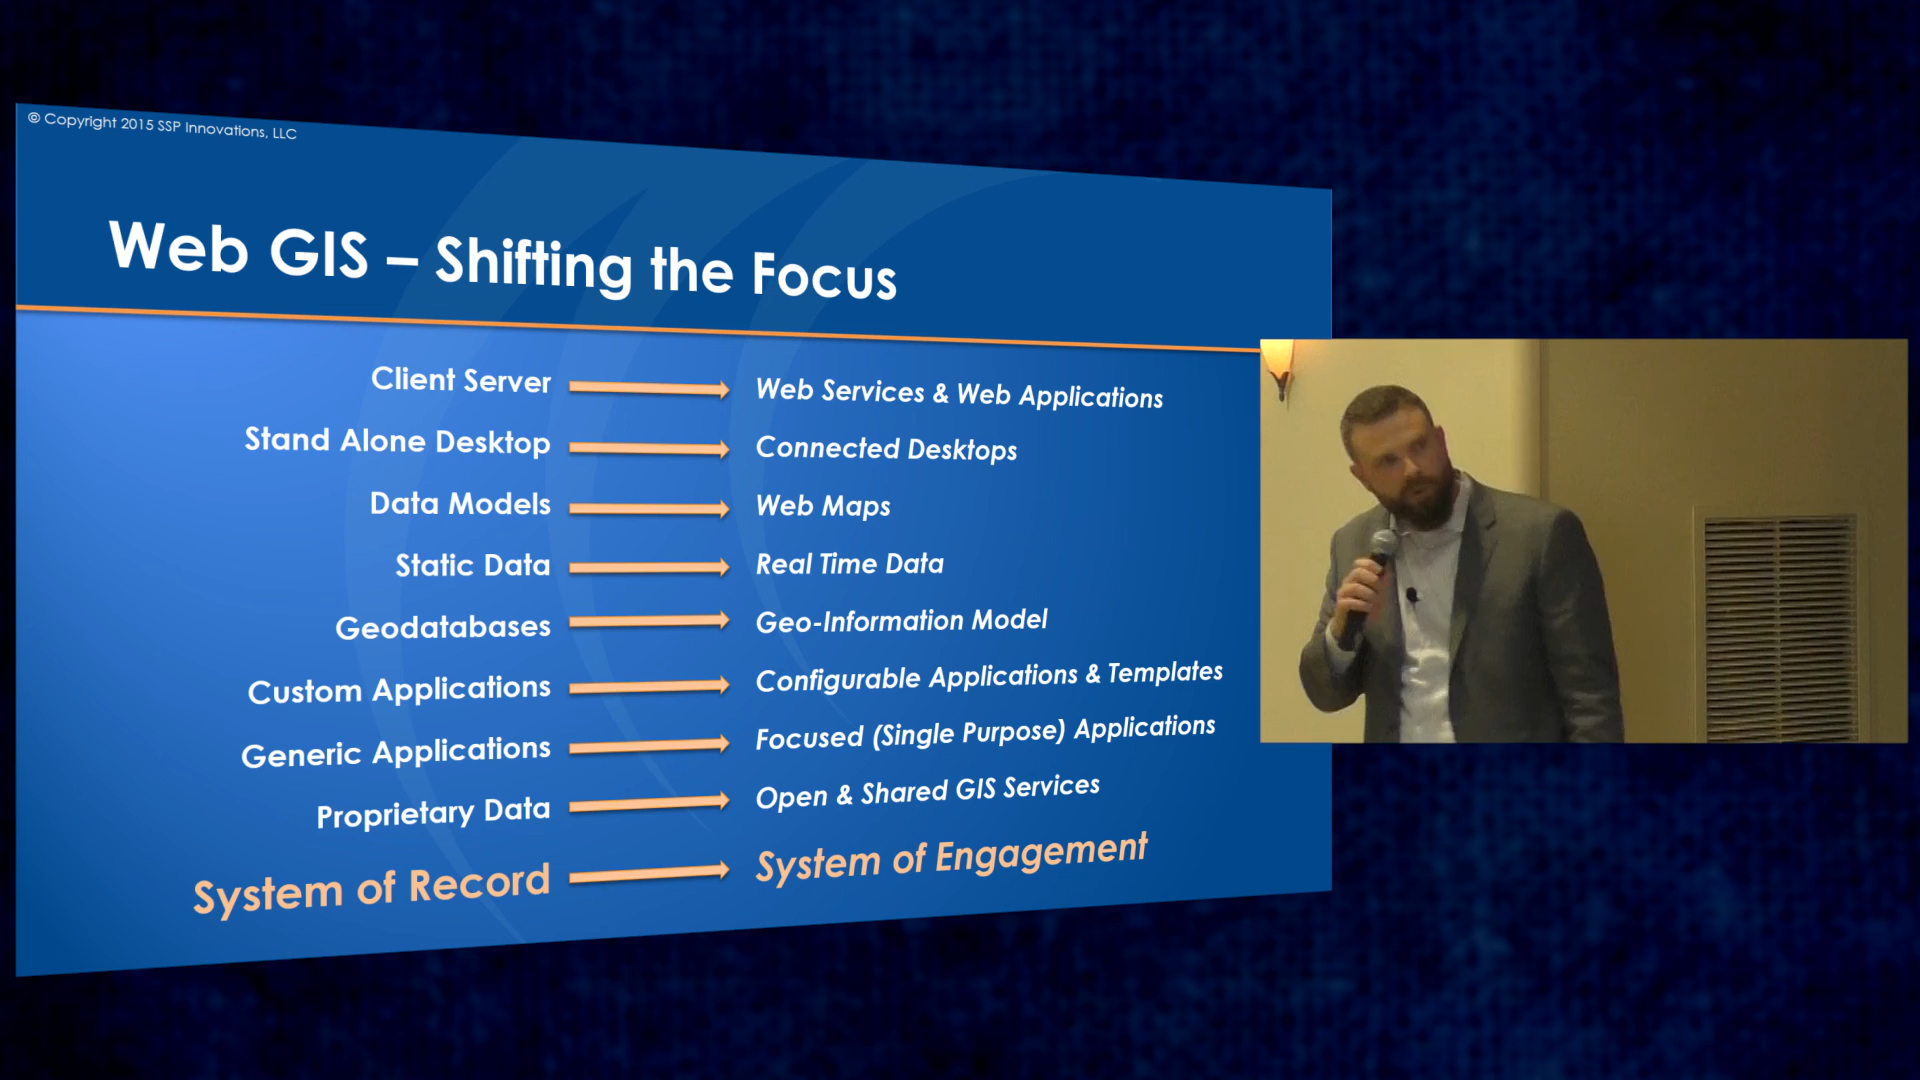 © Copyright 2015 SSP Innovations, LLC
Web GIS – Shifting the Focus
Client Server Web Services & Web Applications
Stand Alone Desktop Connected Desktops
Data Models Web Maps
Static Data Real Time Data
Geodatabases Geo-Information Model
Custom Applications Configurable Applications & Templates
Generic Applications Focused (Single Purpose) Applications
Proprietary Data Open & Shared GIS Services
System of Record System of Engagement